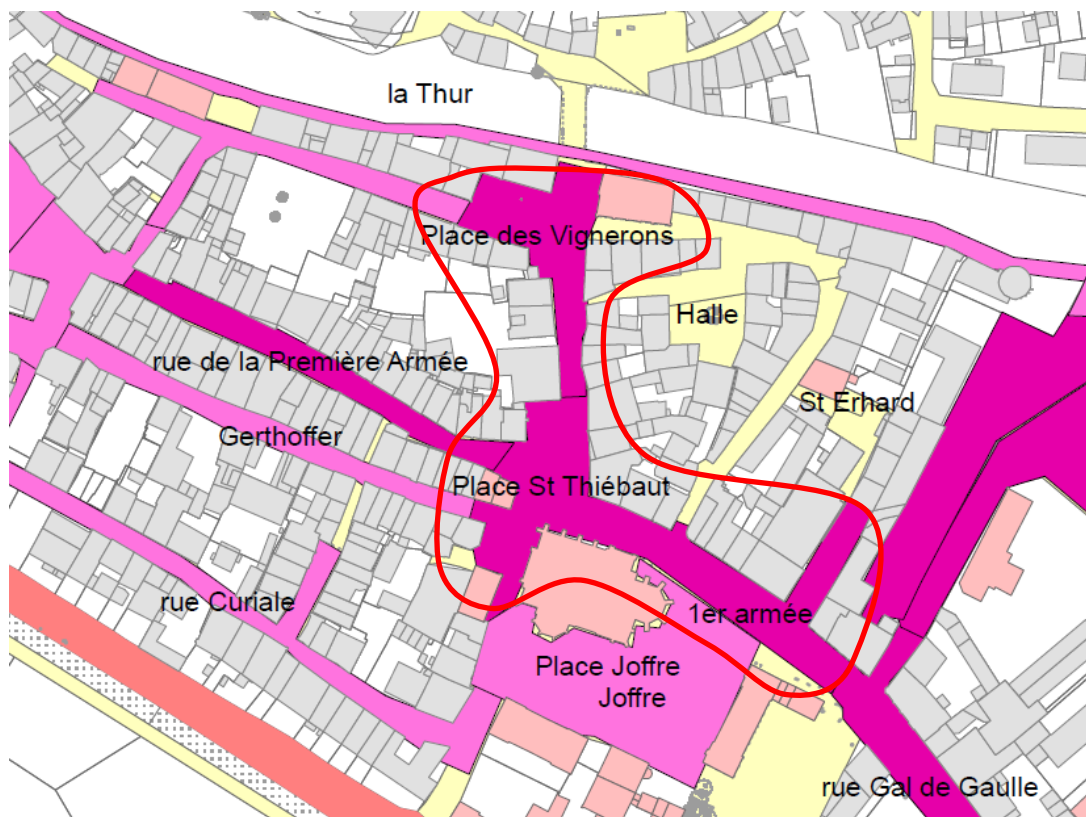 la Thur
Place des Vignerons
Halle
rue de la Première Armée
St Erhard
Gerthoffer
Place St Thiébaut
rue Curiale
1er armée
Place Joffre
Joffre
rue Gal de Gaulle